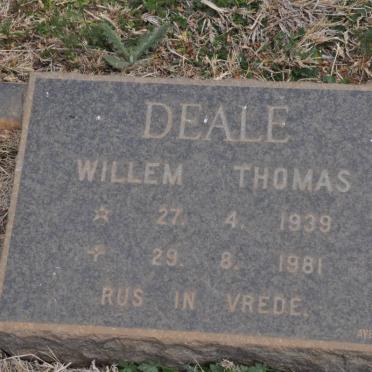 DEALE
WILLEM THOMAS
☆ 27. 4. 1939
✝ 29. 8. 1981
RUS IN VREDE.